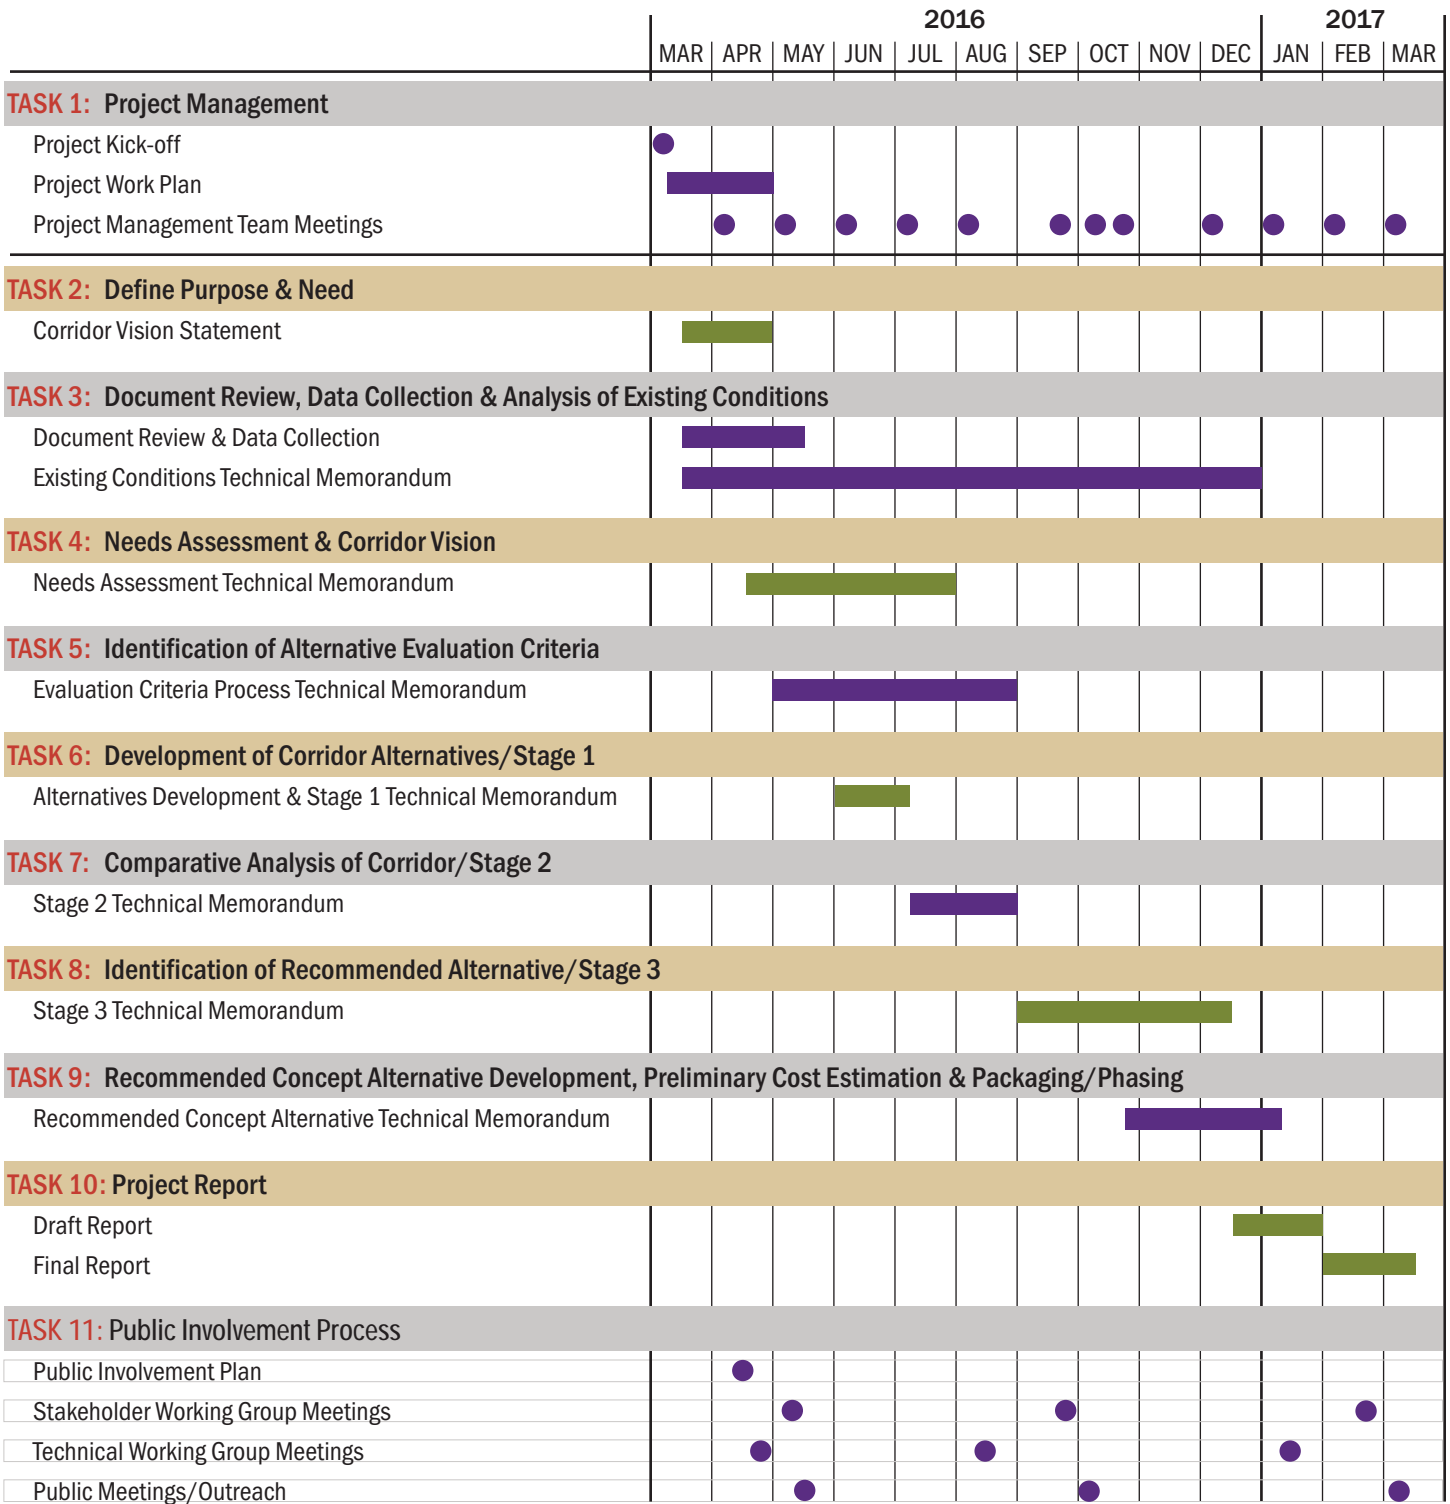 2016 2017
MAR APR MAY JUN JUL AUG SEP OCT NOV DEC JAN FEB MAR
TASK 1: Project Management
Project Kick-off
Project Work Plan
Project Management Team Meetings
TASK 2: Define Purpose & Need
Corridor Vision Statement
TASK 3: Document Review, Data Collection & Analysis of Existing Conditions
Document Review & Data Collection
Existing Conditions Technical Memorandum
TASK 4: Needs Assessment & Corridor Vision
Needs Assessment Technical Memorandum
TASK 5: Identification of Alternative Evaluation Criteria
Evaluation Criteria Process Technical Memorandum
TASK 6: Development of Corridor Alternatives/Stage 1
Alternatives Development & Stage 1 Technical Memorandum
TASK 7: Comparative Analysis of Corridor/Stage 2
Stage 2 Technical Memorandum
TASK 8: Identification of Recommended Alternative/Stage 3
Stage 3 Technical Memorandum
TASK 9: Recommended Concept Alternative Development, Preliminary Cost Estimation & Packaging/Phasing
Recommended Concept Alternative Technical Memorandum
TASK 10: Project Report
Draft Report
Final Report
TASK 11: Public Involvement Process
Public Involvement Plan
Stakeholder Working Group Meetings
Technical Working Group Meetings
Public Meetings/Outreach